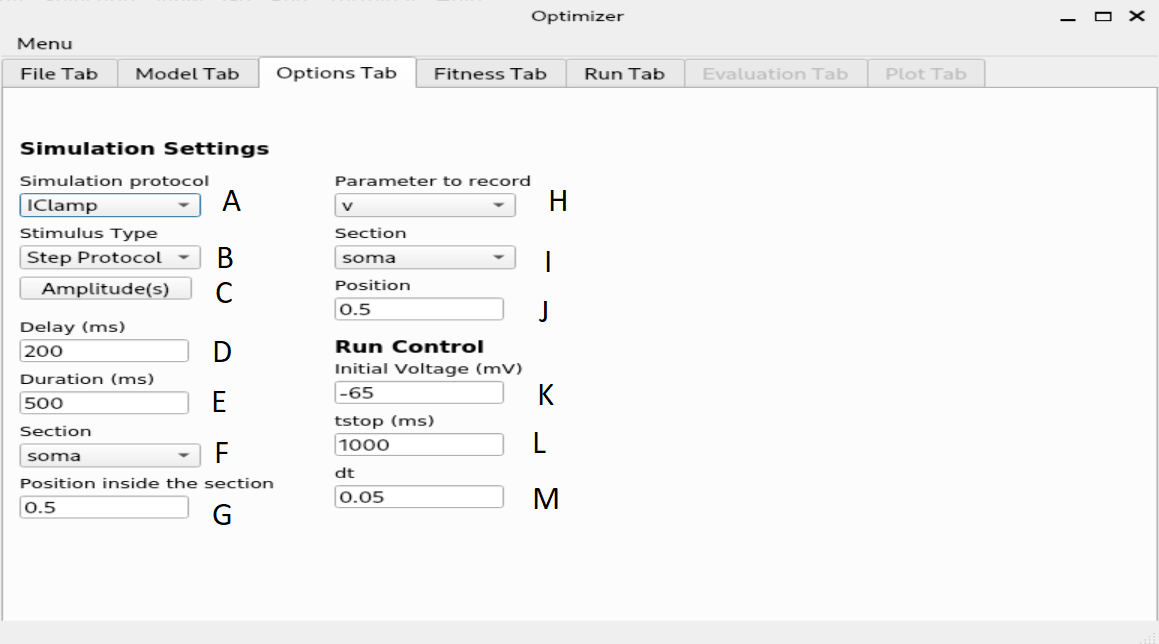 Optimizer
Menu
File Tab Model Tab Options Tab Fitness Tab Run Tab Evaluation Tab Plot Tab
Simulation Settings
Simulation protocol
IClamp A
Stimulus Type
Step Protocol B
Amplitude(s) C
Delay (ms)
200 D
Duration (ms)
500 E
Section
soma F
Position inside the section
0.5 G
Parameter to record
v H
Section
soma I
Position
0.5 J
Run Control
Initial Voltage (mV)
-65 K
tstop (ms)
1000 L
dt
0.05 M